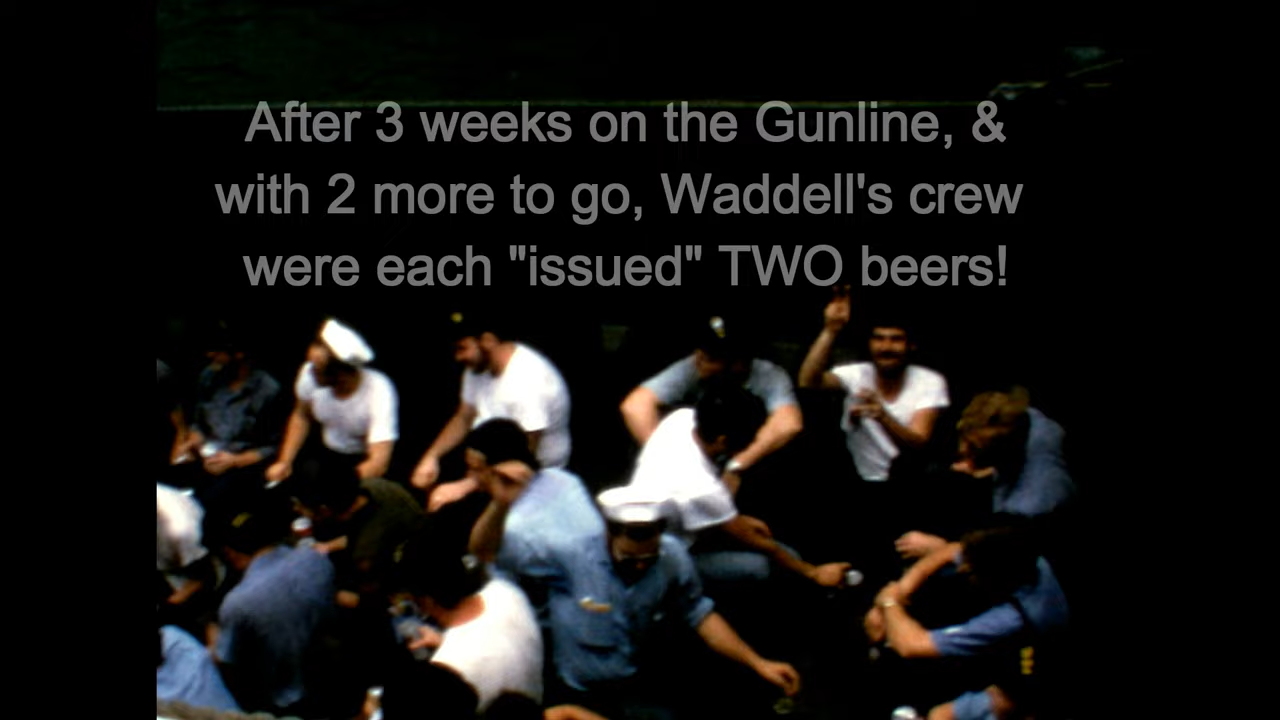 After 3 weeks on the Gunline, &
with 2 more to go, Waddell's crew
were each "issued" TWO beers!